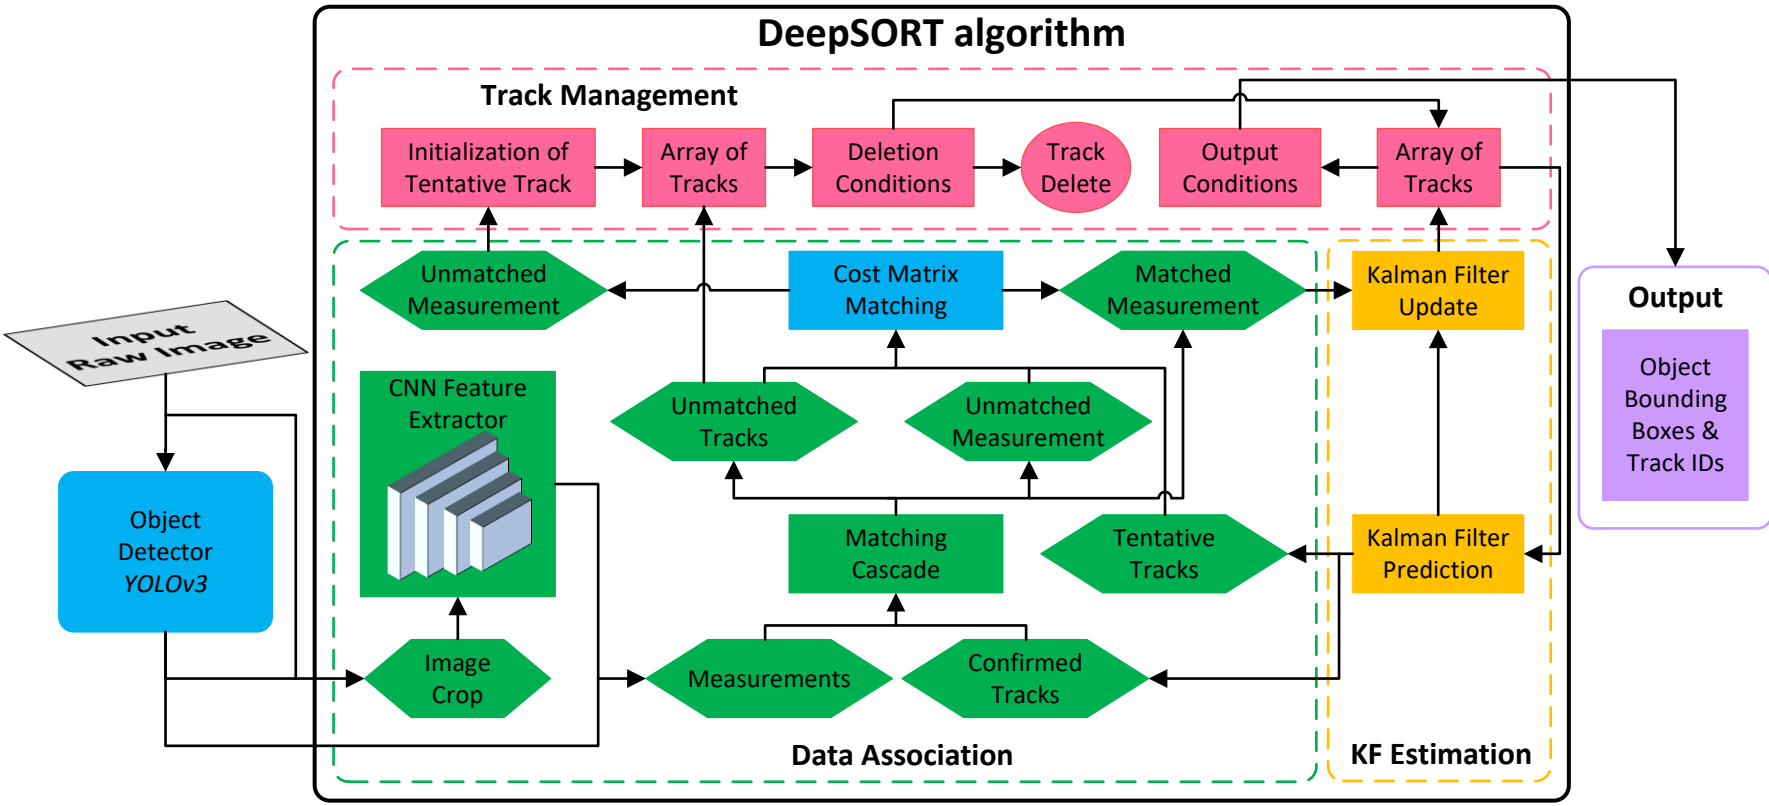 DeepSORT algorithm
Track Management
Initialization of
Tentative Track
Array of
Tracks
Deletion
Conditions
Track
Delete
Output
Conditions
Array of
Tracks
Unmatched
Measurement
Cost Matrix
Matching
Matched
Measurement
Kalman Filter
Update
Input
Raw Image
CNN Feature
Extractor
Unmatched
Tracks
Unmatched
Measurement
Output
Object
Bounding
Boxes &
Track IDs
Object
Detector
YOLOv3
Matching
Cascade
Tentative
Tracks
Kalman Filter
Prediction
Image
Crop
Measurements
Confirmed
Tracks
Data Association
KF Estimation